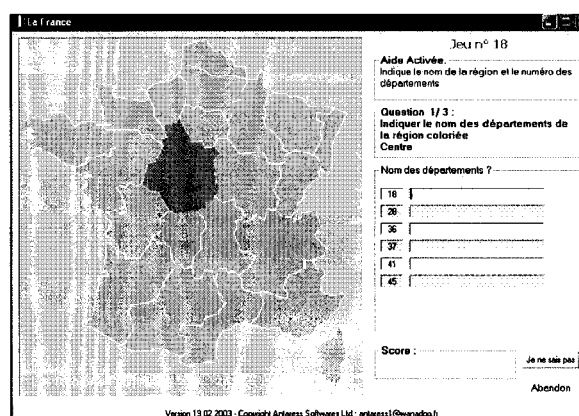 La France
Jeu n° 18
Aide Activée.
Indique le nom de la région et le numéro des
départements
Question 1/3 :
Indiquer le nom des départements de
la région coloriée
Centre
Nom des départements ?
18
28
36
37
41
45
Score :
Je ne sais pas
Abandon
Version 19.02.2003 - Copyright Antaress Softwares Ltd : antaress1@wanadoo.fr